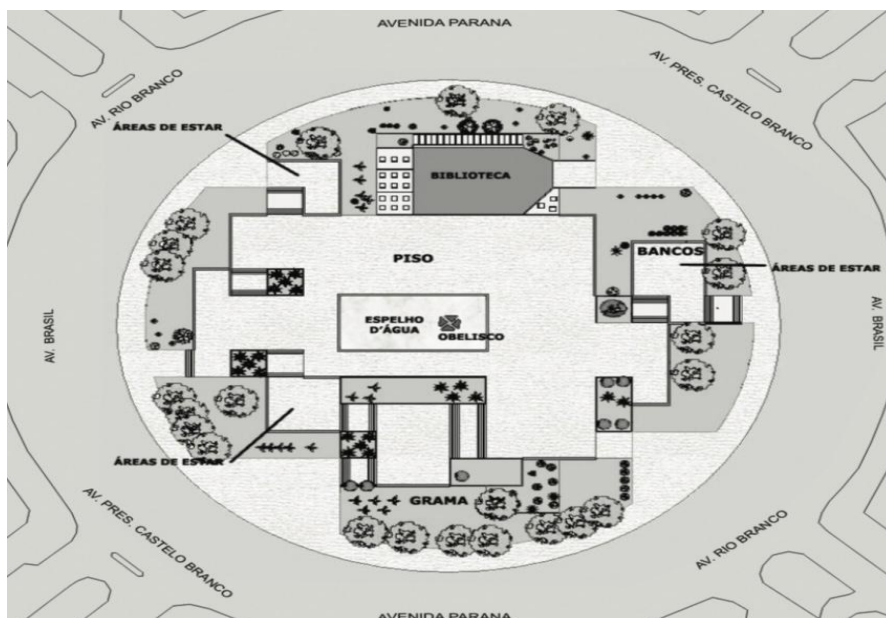 AVENIDA PARANA
AV. RIO BRANCO
AV. PRES. CASTELO BRANCO
ÁREAS DE ESTAR
BIBLIOTECA
PISO
BANCOS
ÁREAS DE ESTAR
ESPELHO
D'ÁGUA
OBELISCO
AV. BRASIL
AV. BRASIL
ÁREAS DE ESTAR
GRAMA
AV. PRES. CASTELO BRANCO
AV. RIO BRANCO
AVENIDA PARANA